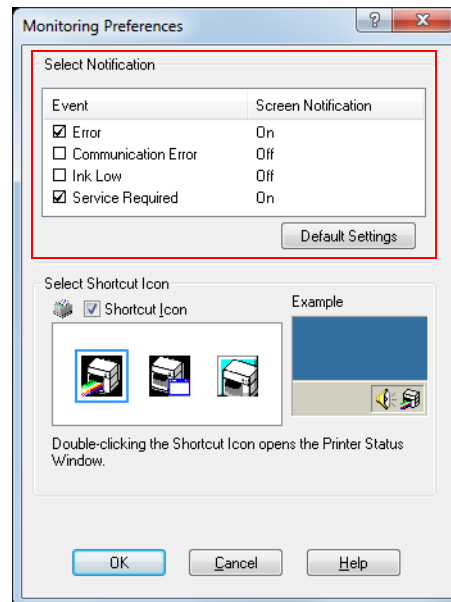 Monitoring Preferences
Select Notification
Event Screen Notification
Error On
Communication Error Off
Ink Low Off
Service Required On
Default Settings
Select Shortcut Icon
Shortcut Icon
Example
Double-clicking the Shortcut Icon opens the Printer Status
Window.
OK Cancel Help